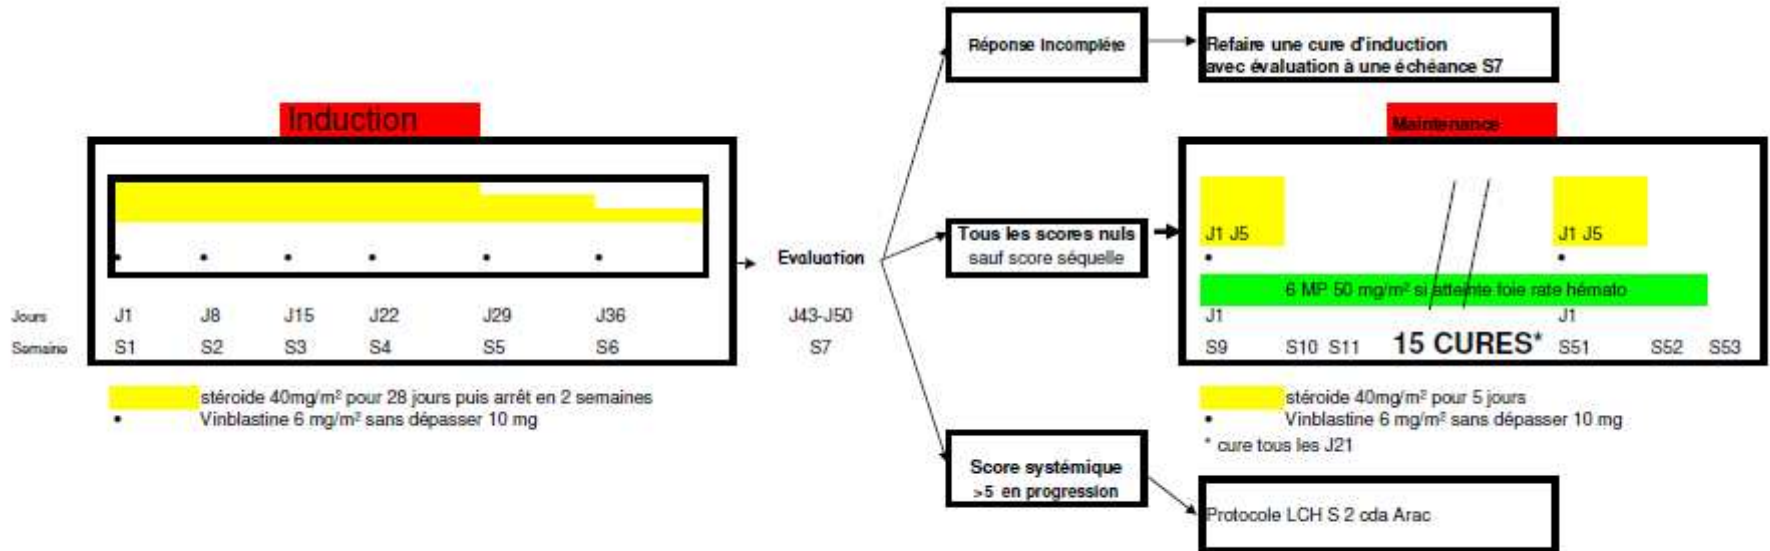 Réponse Incomplére
Refaire une cure d'induction
avec évaluation à une échéance S7
Induction
Maintenance
Evaluation
Tous les scores nuls
sauf score séquelle
J1 J5
J1 J5
6 MP 50 mg/m² si atteinte foie rate hémato
Jours J1 J8 J15 J22 J29 J36 J43-J50 J1 J1
Semaine S1 S2 S3 S4 S5 S6 S7 S9 S10 S11 15 CURES* S51 S52 S53
stéroide 40mg/m² pour 28 jours puis arrêt en 2 semaines
• Vinblastine 6 mg/m² sans dépasser 10 mg
stéroide 40mg/m² pour 5 jours
• Vinblastine 6 mg/m² sans dépasser 10 mg
* cure tous les J21
Score systémique
>5 en progression
Protocole LCH S 2 cda Arac